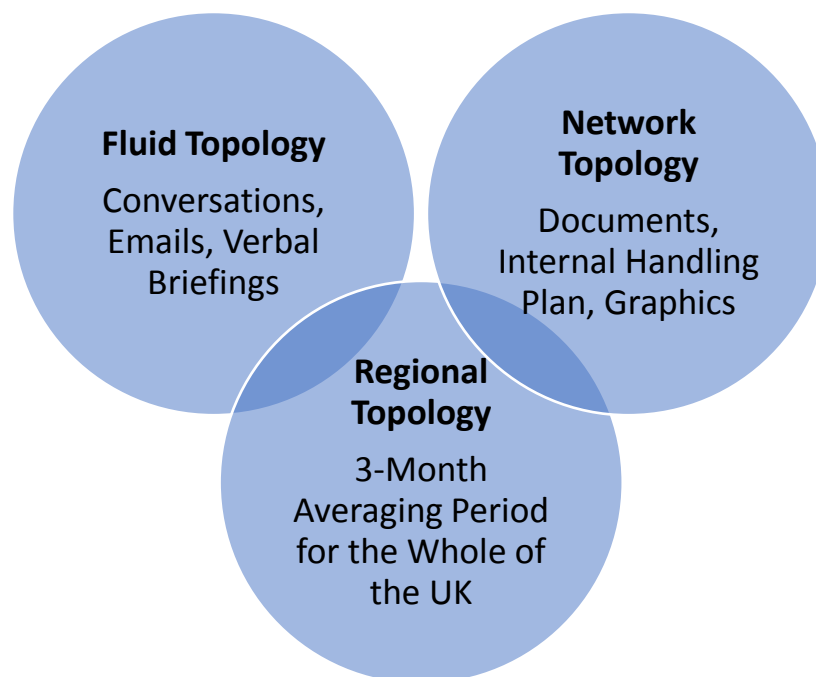 Fluid Topology
Conversations,
Emails, Verbal
Briefings
Network
Topology
Documents,
Internal Handling
Plan, Graphics
Regional
Topology
3-Month
Averaging Period
for the Whole of
the UK